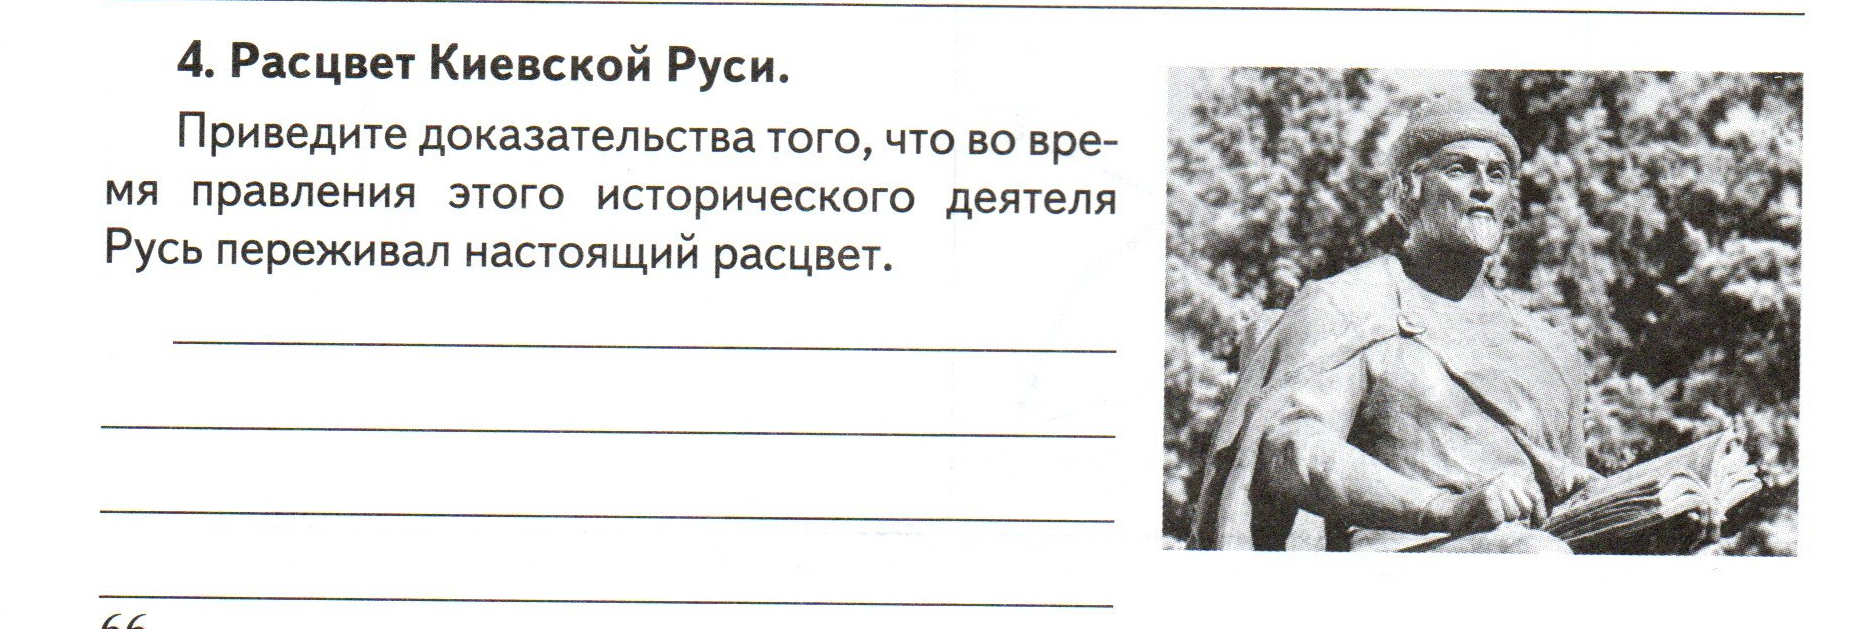 4. Расцвет Киевской Руси.
Приведите доказательства того, что во вре-
мя правления этого исторического деятеля
Русь переживал настоящий расцвет.
66